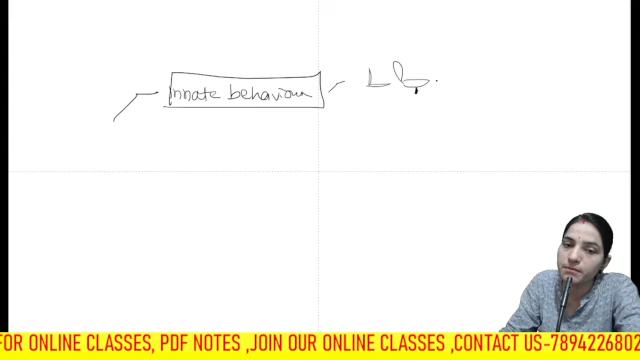 innate behaviour L B.
FOR ONLINE CLASSES, PDF NOTES ,JOIN OUR ONLINE CLASSES ,CONTACT US-7894226802